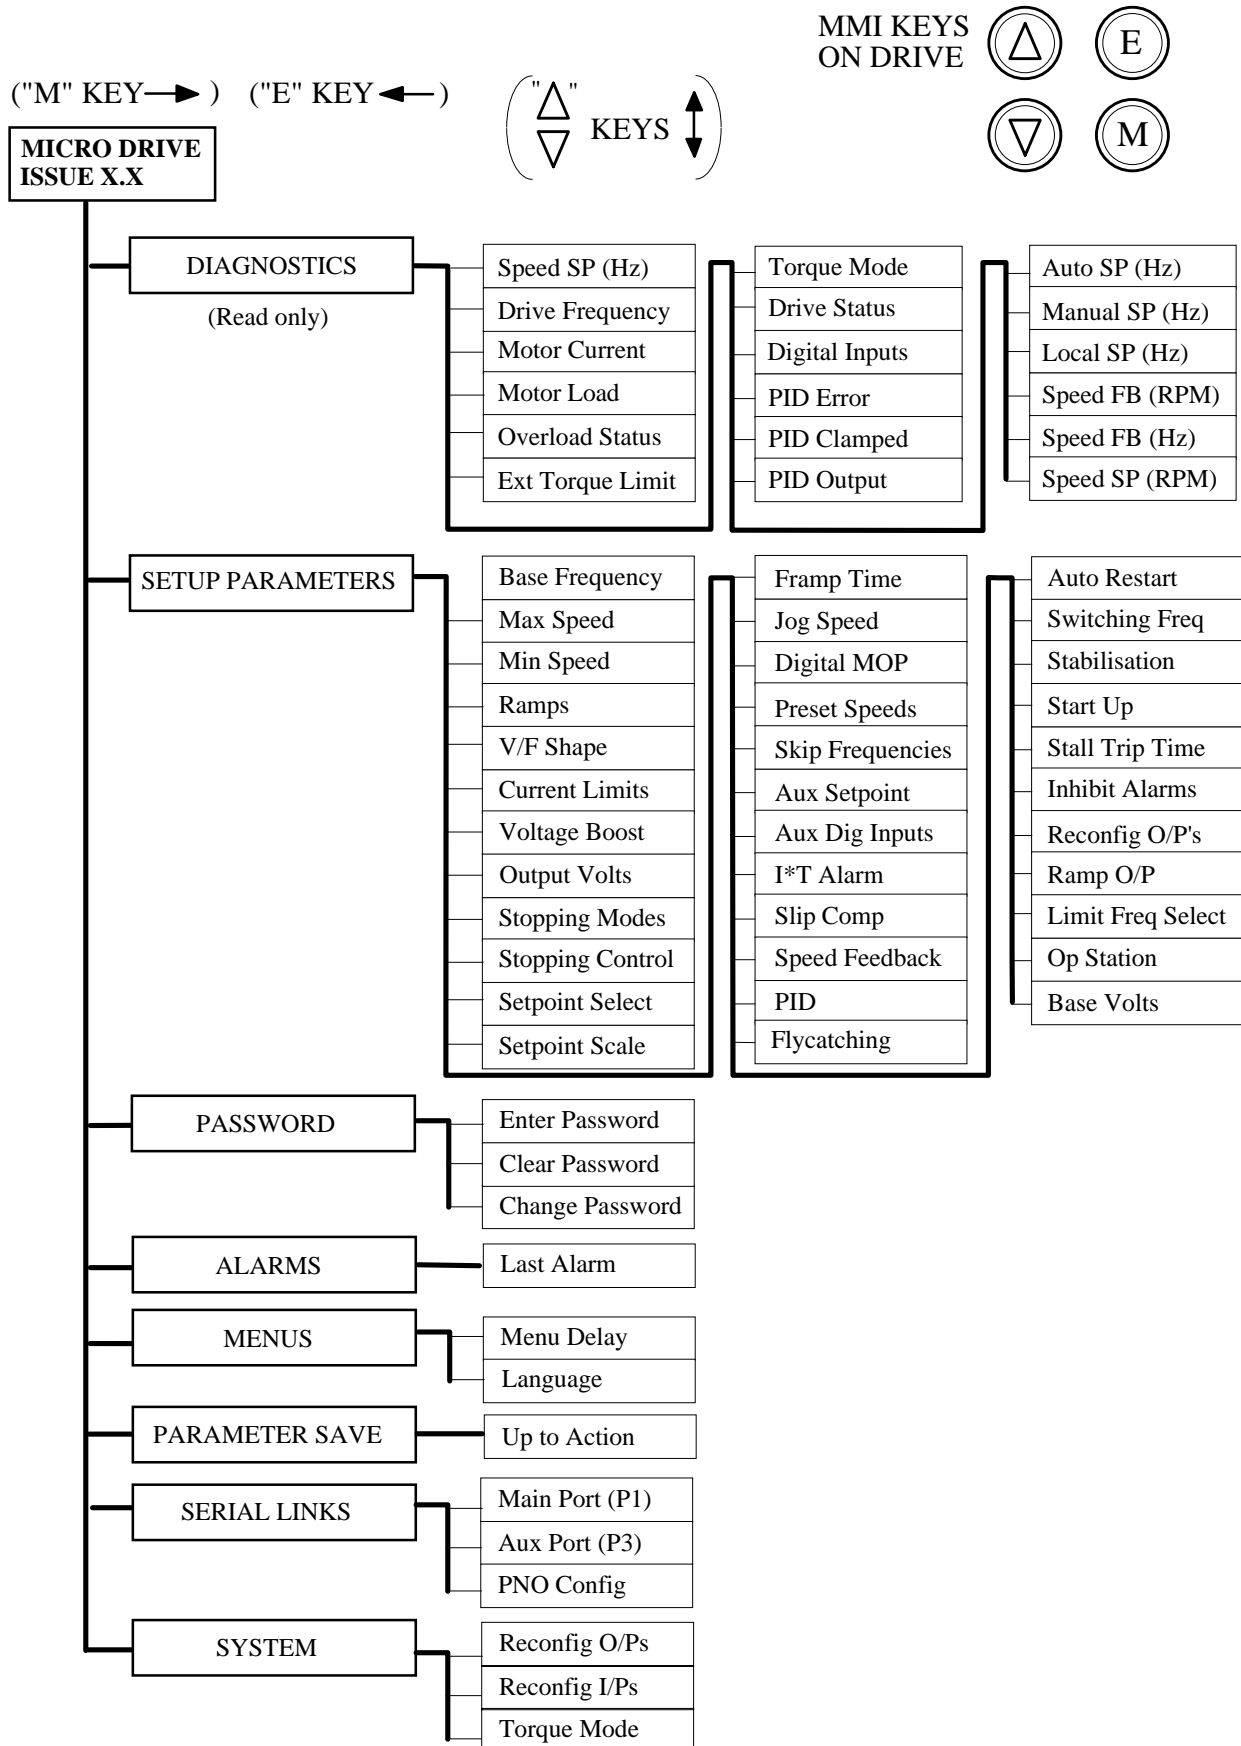 MMI KEYS
ON DRIVE
E
M
("M" KEY )
("E" KEY )
( " " KEYS )
MICRO DRIVE
ISSUE X.X
DIAGNOSTICS
(Read only)
Speed SP (Hz)
Drive Frequency
Motor Current
Motor Load
Overload Status
Ext Torque Limit
Torque Mode
Drive Status
Digital Inputs
PID Error
PID Clamped
PID Output
Auto SP (Hz)
Manual SP (Hz)
Local SP (Hz)
Speed FB (RPM)
Speed FB (Hz)
Speed SP (RPM)
SETUP PARAMETERS
Base Frequency
Max Speed
Min Speed
Ramps
V/F Shape
Current Limits
Voltage Boost
Output Volts
Stopping Modes
Stopping Control
Setpoint Select
Setpoint Scale
Framp Time
Jog Speed
Digital MOP
Preset Speeds
Skip Frequencies
Aux Setpoint
Aux Dig Inputs
I*T Alarm
Slip Comp
Speed Feedback
PID
Flycatching
Auto Restart
Switching Freq
Stabilisation
Start Up
Stall Trip Time
Inhibit Alarms
Reconfig O/P's
Ramp O/P
Limit Freq Select
Op Station
Base Volts
PASSWORD
Enter Password
Clear Password
Change Password
ALARMS
Last Alarm
MENUS
Menu Delay
Language
PARAMETER SAVE
Up to Action
SERIAL LINKS
Main Port (P1)
Aux Port (P3)
PNO Config
SYSTEM
Reconfig O/Ps
Reconfig I/Ps
Torque Mode